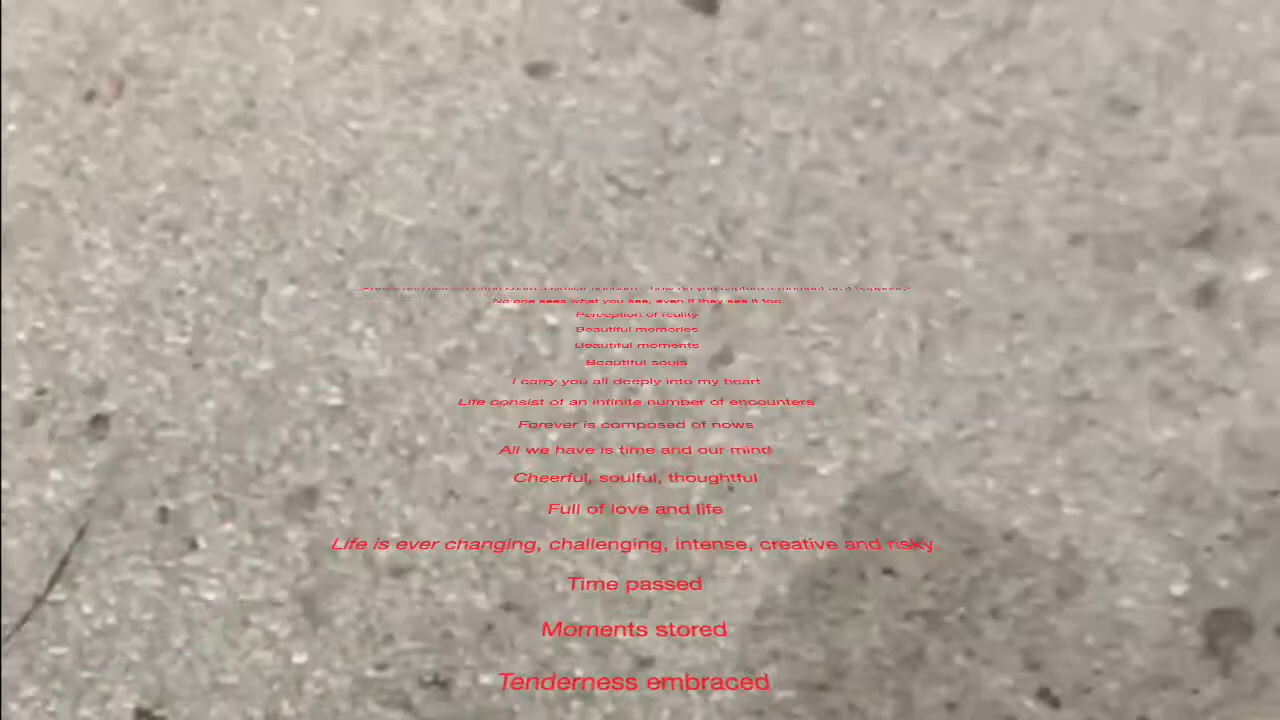 No one sees what you see, even if they see it too
Perception of reality
Beautiful memories
Beautiful moments
Beautiful souls
I carry you all deeply into my heart
Life consist of an infinite number of encounters
Forever is composed of nows
All we have is time and our mind
Cheerful, soulful, thoughtful
Full of love and life
Life is ever changing, challenging, intense, creative and risky
Time passed
Moments stored
Tenderness embraced